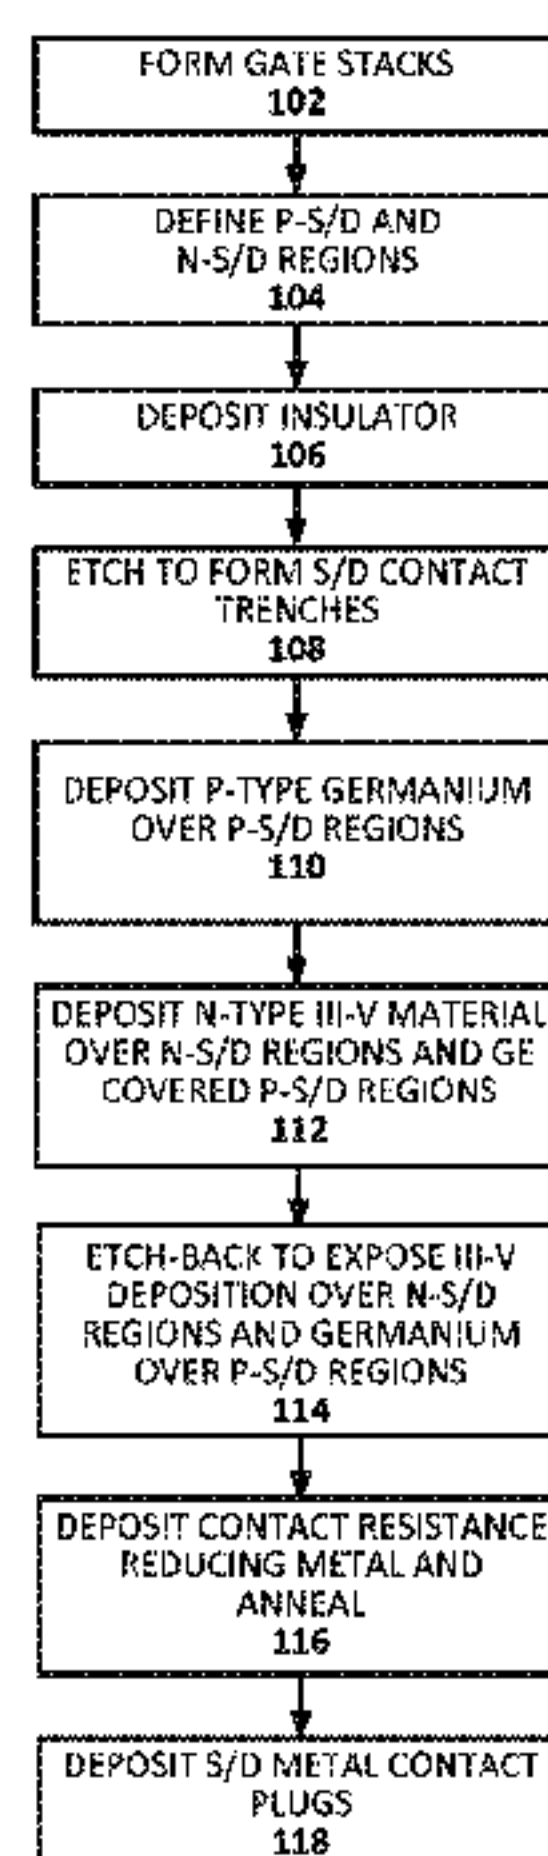 FORM GATE STACKS
102
DEFINE P-S/D AND
N-S/D REGIONS
104
DEPOSIT INSULATOR
106
ETCH TO FORM S/D CONTACT
TRENCHES
108
DEPOSIT P-TYPE GERMANIUM
OVER P-S/D REGIONS
110
DEPOSIT N-TYPE III-V MATERIAL
OVER N-S/D REGIONS AND GE
COVERED P-S/D REGIONS
112
ETCH-BACK TO EXPOSE III-V
DEPOSITION OVER N-S/D
REGIONS AND GERMANIUM
OVER P-S/D REGIONS
114
DEPOSIT CONTACT RESISTANCE
REDUCING METAL AND
ANNEAL
116
DEPOSIT S/D METAL CONTACT
PLUGS
118